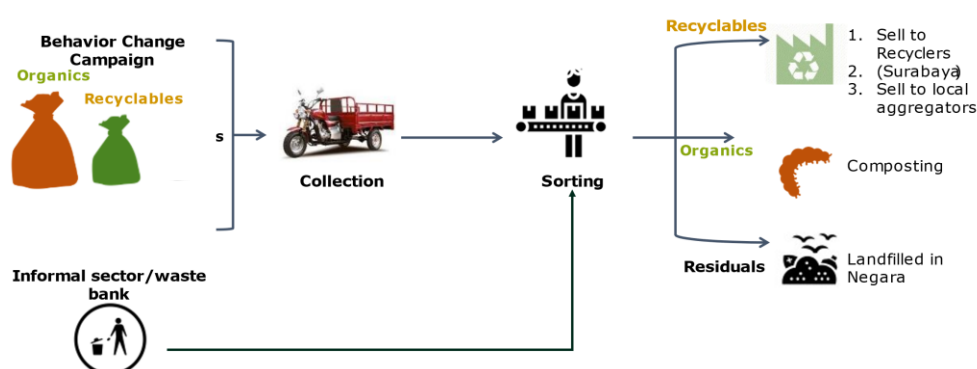 Behavior Change
Campaign
Organics
Recyclables
s
Collection
Sorting
Recyclables
1. Sell to
Recyclers
2. (Surabaya)
3. Sell to local
aggregators
Organics
Composting
Residuals
Landfilled in
Negara
Informal sector/waste
bank